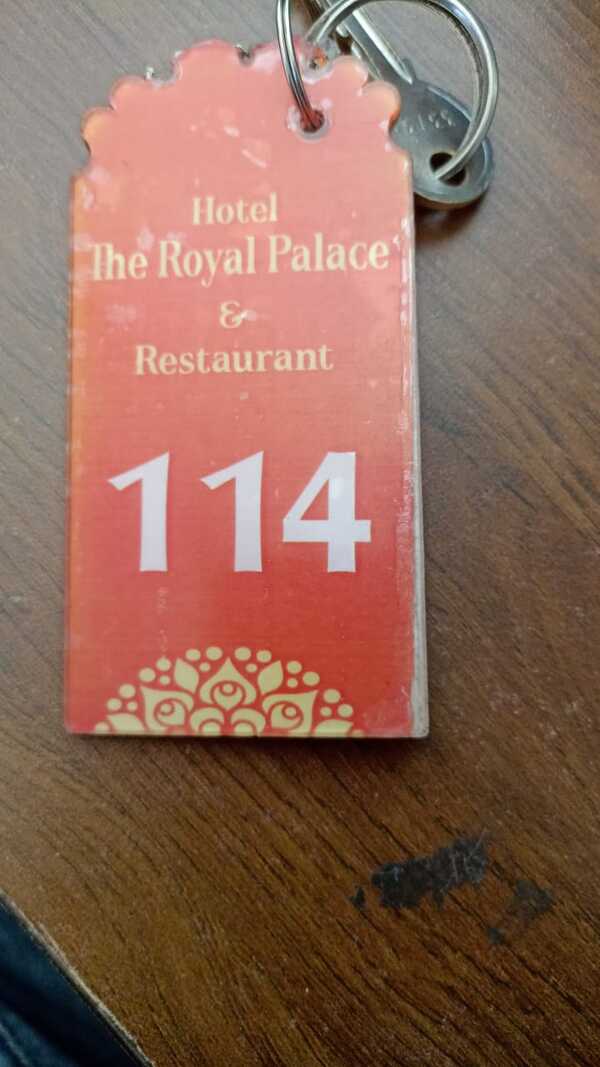 Hotel
The Royal Palace
&
Restaurant
114